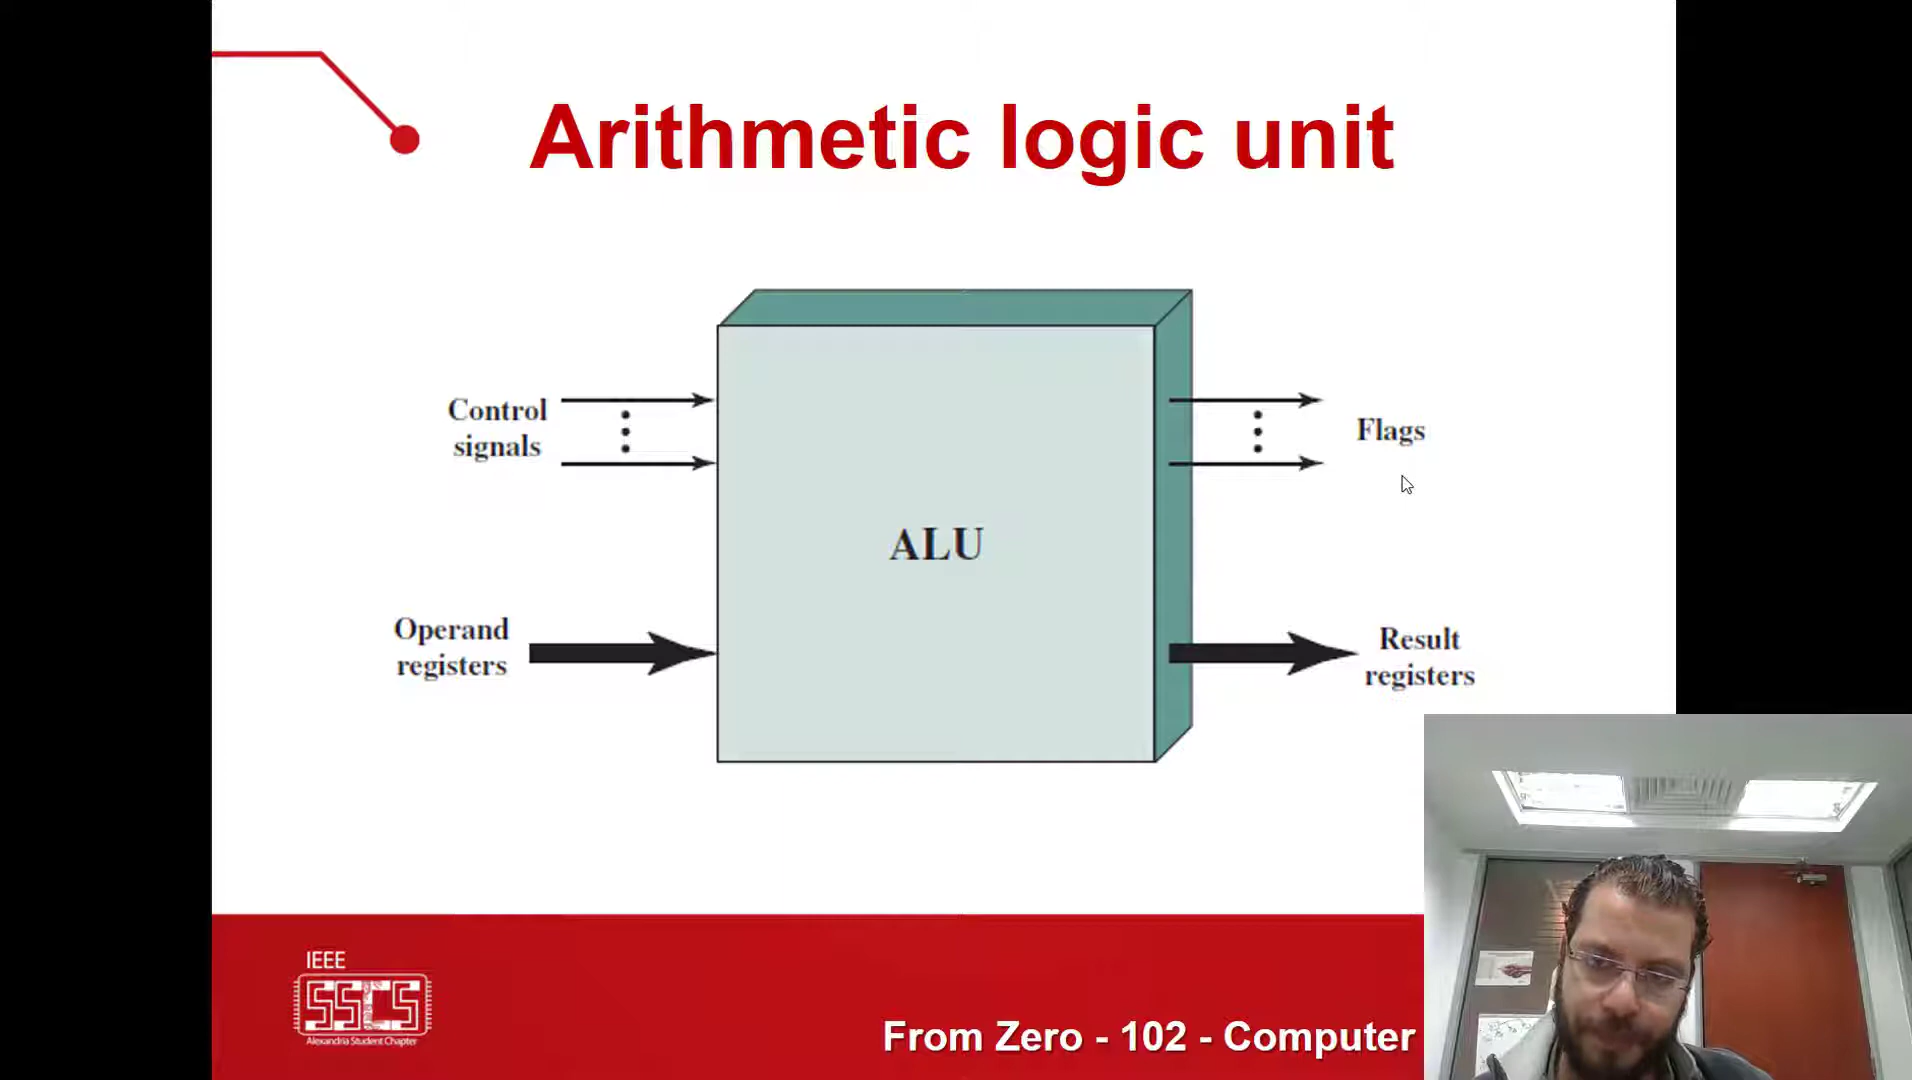 Arithmetic logic unit
Control
signals
Flags
ALU
Operand
registers
Result
registers
IEEE
SSCS
Alexandria Student Chapter
From Zero - 102 - Computer